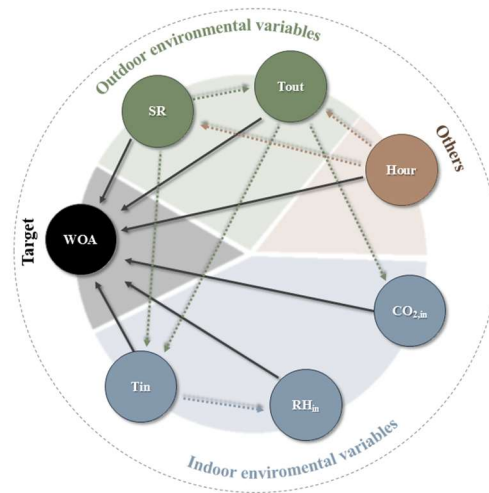 Outdoor environmental variables
Tout
SR
Others
Hour
Target
WOA
CO₂,in
Tin
RHin
Indoor enviromental variables